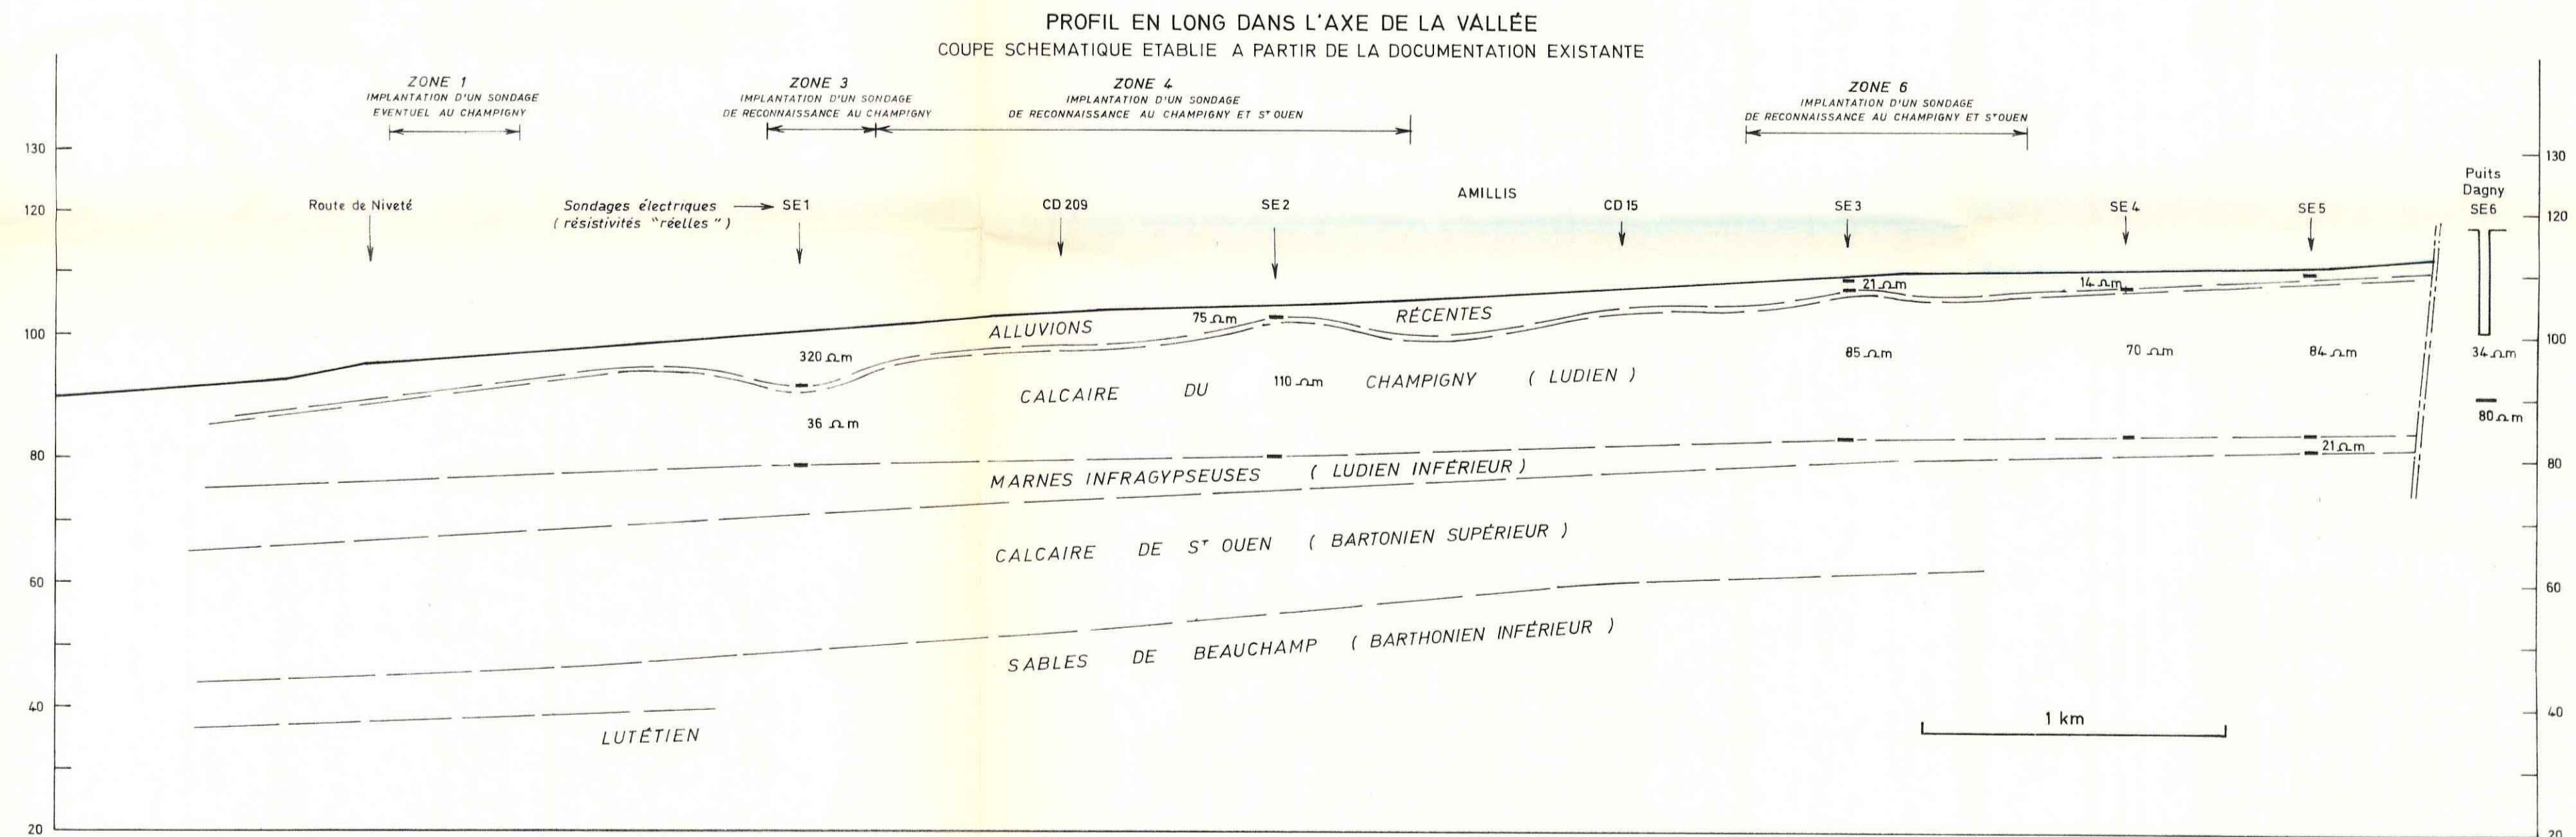 PROFIL EN LONG DANS L'AXE DE LA VALLÉE
COUPE SCHEMATIQUE ETABLIE A PARTIR DE LA DOCUMENTATION EXISTANTE
ZONE 1
IMPLANTATION D'UN SONDAGE
EVENTUEL AU CHAMPIGNY
ZONE 3
IMPLANTATION D'UN SONDAGE
DE RECONNAISSANCE AU CHAMPIGNY
ZONE 4
IMPLANTATION D'UN SONDAGE
DE RECONNAISSANCE AU CHAMPIGNY ET Sᵀ OUEN
ZONE 6
IMPLANTATION D'UN SONDAGE
DE RECONNAISSANCE AU CHAMPIGNY ET Sᵀ OUEN
130
130
Route de Niveté
Sondages électriques
( résistivités "réelles " )
SE1
CD 209
SE2
AMILLIS
CD15
SE3
SE4
SE5
Puits
Dagny
SE6
120
120
21 Ωm
14 Ωm
75 Ωm
ALLUVIONS
RÉCENTES
100
100
320 Ωm
85 Ωm
70 Ωm
84 Ωm
34 Ωm
CALCAIRE DU
110 Ωm
CHAMPIGNY ( LUDIEN )
36 Ωm
80 Ωm
80
80
21 Ωm
MARNES INFRAGYPSEUSES ( LUDIEN INFÉRIEUR )
CALCAIRE DE Sᵀ OUEN ( BARTONIEN SUPÉRIEUR )
60
60
SABLES DE BEAUCHAMP ( BARTHONIEN INFÉRIEUR )
40
40
LUTÉTIEN
1 km
20
20